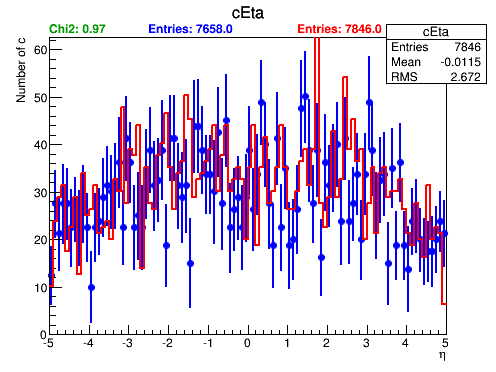 cEta
Chi2: 0.97 Entries: 7658.0 Entries: 7846.0
cEta
Entries 7846
Mean -0.0115
RMS 2.672
Number of c
60
50
40
30
20
10
0
-5 -4 -3 -2 -1 0 1 2 3 4 5
η